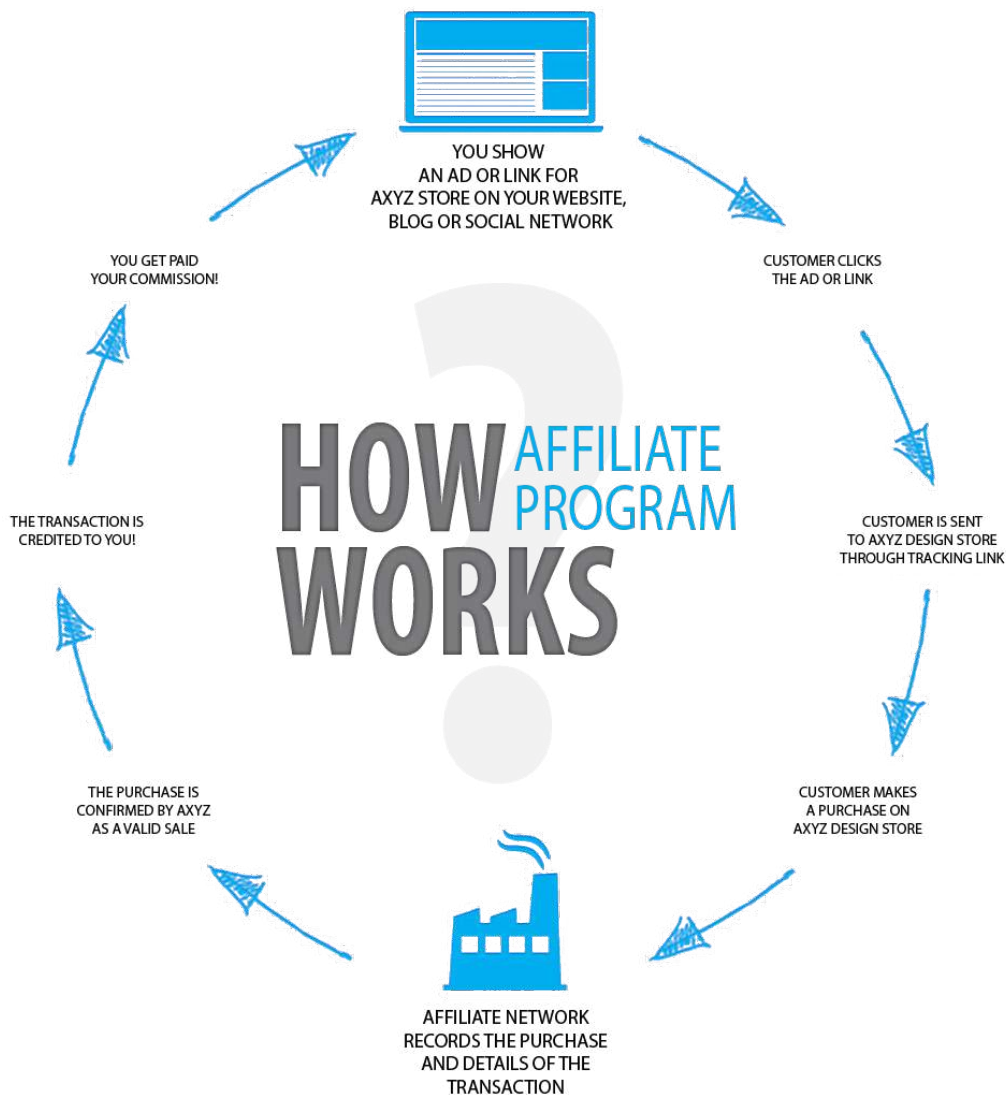 YOU SHOW
AN AD OR LINK FOR
AXYZ STORE ON YOUR WEBSITE,
BLOG OR SOCIAL NETWORK
CUSTOMER CLICKS
THE AD OR LINK
CUSTOMER IS SENT
TO AXYZ DESIGN STORE
THROUGH TRACKING LINK
CUSTOMER MAKES
A PURCHASE ON
AXYZ DESIGN STORE
AFFILIATE NETWORK
RECORDS THE PURCHASE
AND DETAILS OF THE
TRANSACTION
THE PURCHASE IS
CONFIRMED BY AXYZ
AS A VALID SALE
THE TRANSACTION IS
CREDITED TO YOU!
YOU GET PAID
YOUR COMMISSION!
HOW AFFILIATE
PROGRAM
WORKS
?